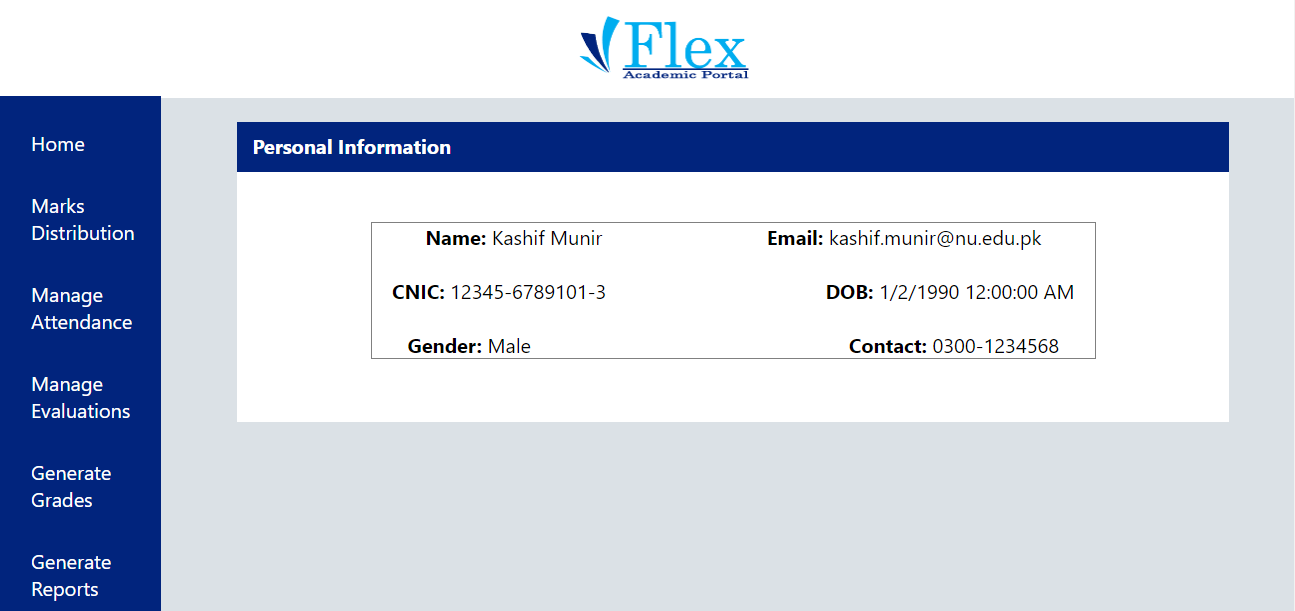 Flex
Academic Portal
Home
Marks
Distribution
Manage
Attendance
Manage
Evaluations
Generate
Grades
Generate
Reports
Personal Information
Name: Kashif Munir Email: kashif.munir@nu.edu.pk
CNIC: 12345-6789101-3 DOB: 1/2/1990 12:00:00 AM
Gender: Male Contact: 0300-1234568